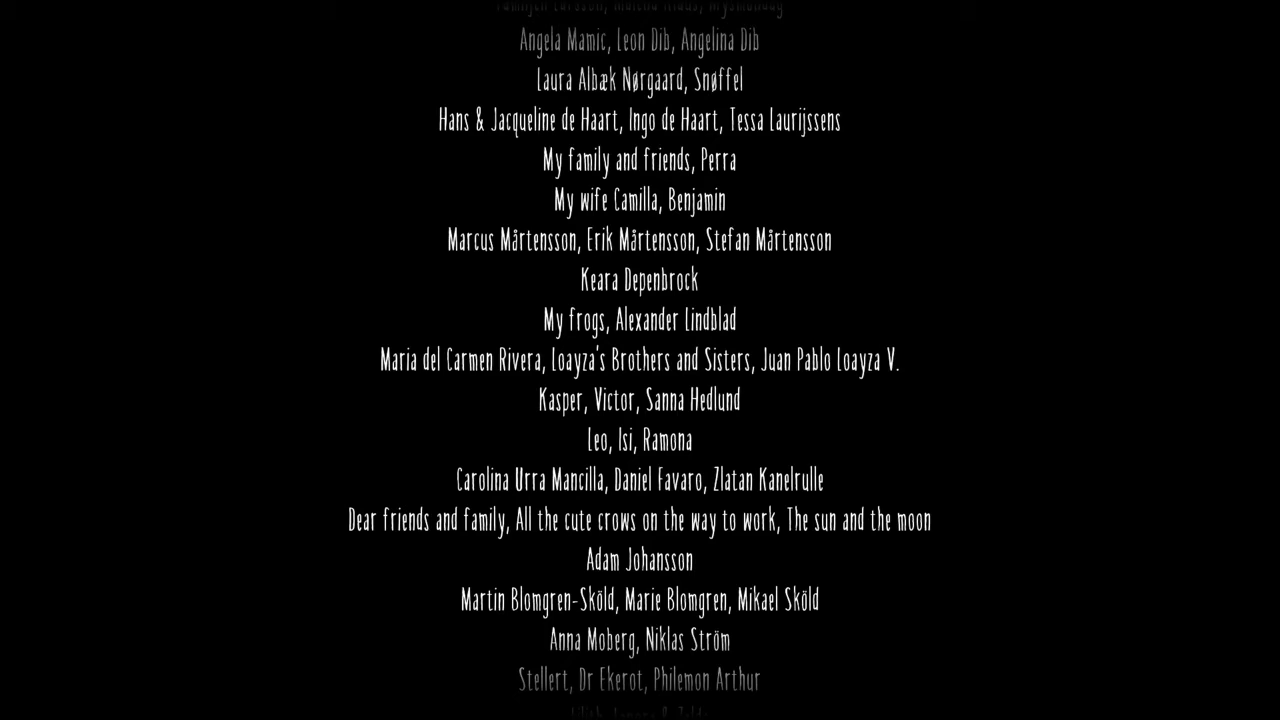 Angela Mamic, Leon Dib, Angelina Dib
Laura Albæk Nørgaard, Snøffel
Hans & Jacqueline de Haart, Ingo de Haart, Tessa Laurijssens
My family and friends, Perra
My wife Camilla, Benjamin
Marcus Mårtensson, Erik Mårtensson, Stefan Mårtensson
Keara Depenbrock
My frogs, Alexander Lindblad
Maria del Carmen Rivera, Loayza's Brothers and Sisters, Juan Pablo Loayza V.
Kasper, Victor, Sanna Hedlund
Leo, Isi, Ramona
Carolina Urra Mancilla, Daniel Favaro, Zlatan Kanelrulle
Dear friends and family, All the cute crows on the way to work, The sun and the moon
Adam Johansson
Martin Blomgren-Sköld, Marie Blomgren, Mikael Sköld
Anna Moberg, Niklas Ström
Stellert, Dr Ekerot, Philemon Arthur